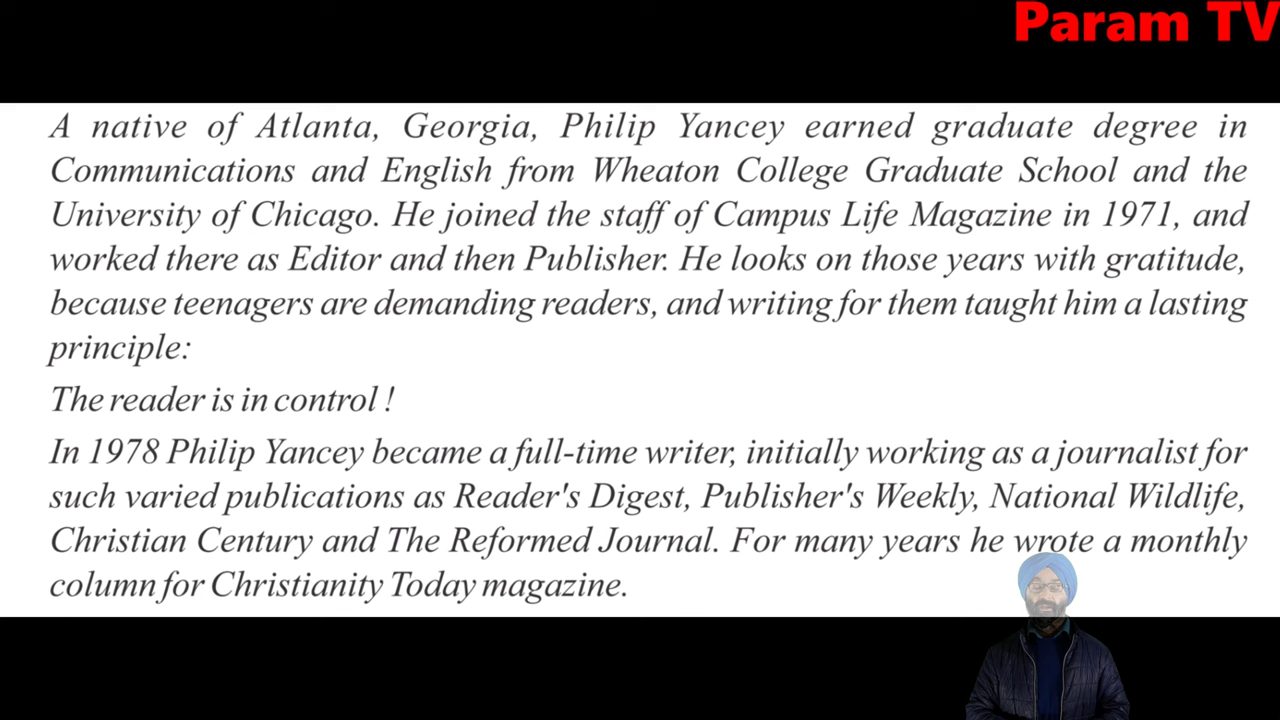 Param TV
A native of Atlanta, Georgia, Philip Yancey earned graduate degree in
Communications and English from Wheaton College Graduate School and the
University of Chicago. He joined the staff of Campus Life Magazine in 1971, and
worked there as Editor and then Publisher. He looks on those years with gratitude,
because teenagers are demanding readers, and writing for them taught him a lasting
principle:
The reader is in control !
In 1978 Philip Yancey became a full-time writer, initially working as a journalist for
such varied publications as Reader's Digest, Publisher's Weekly, National Wildlife,
Christian Century and The Reformed Journal. For many years he wrote a monthly
column for Christianity Today magazine.